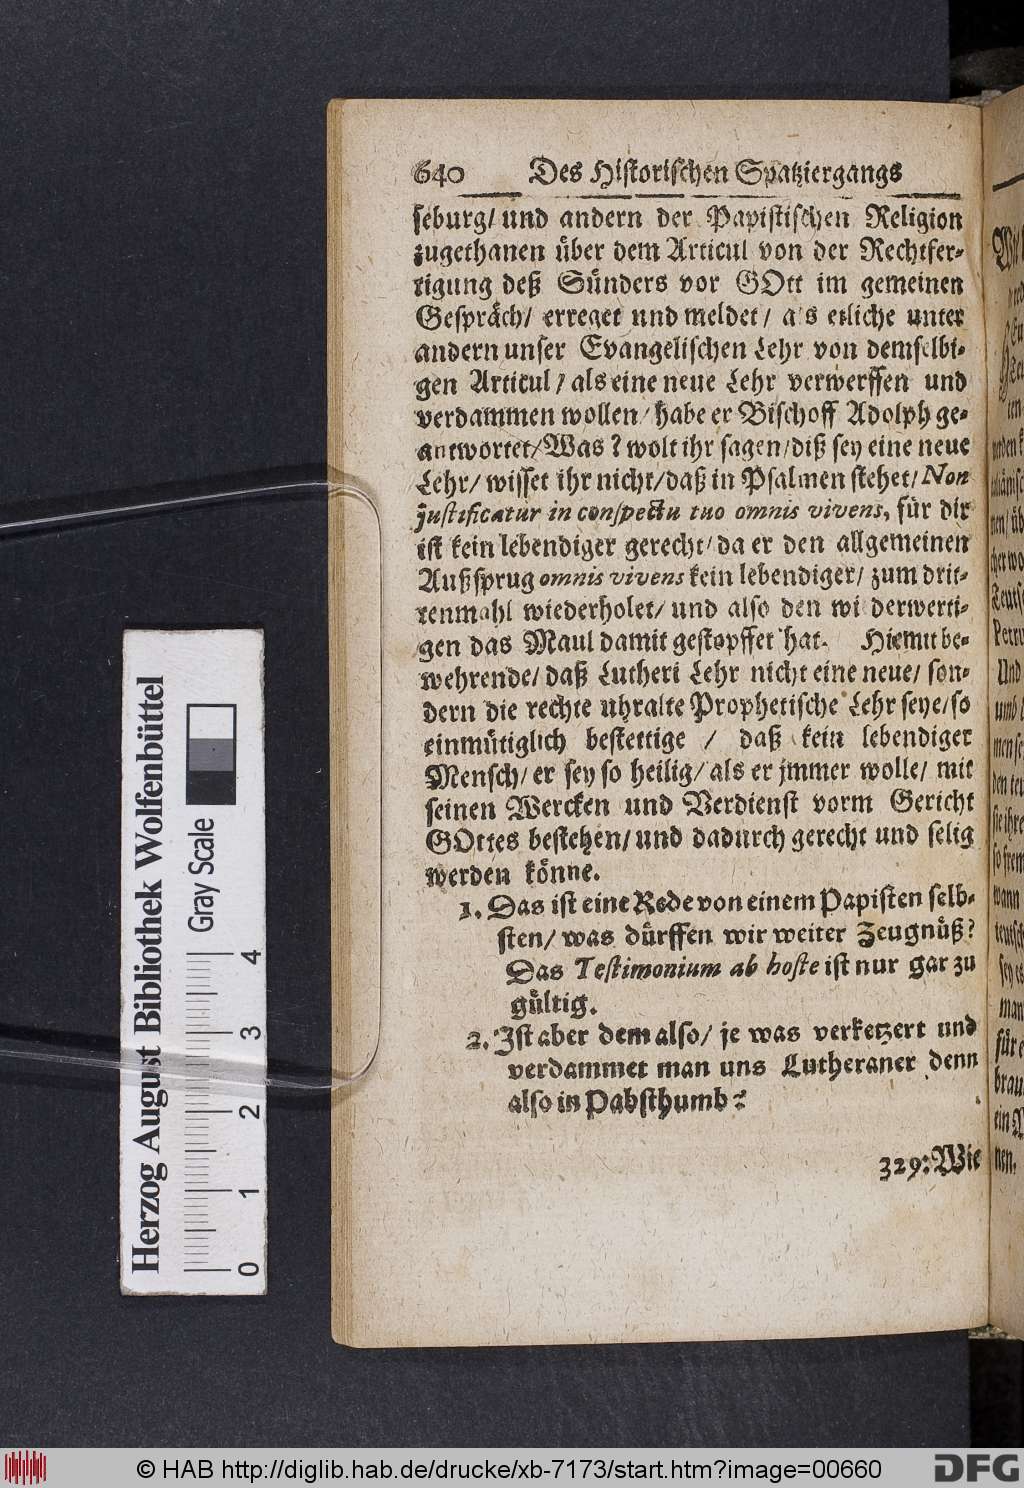 640 Des Historischen Spatziergangs
seburg/ und andern der Papistischen Religion
zugethanen über dem Articul von der Rechtfer-
tigung deß Sünders vor GOtt im gemeinen
Gespräch/ erreget und meldet/ als etzliche unter
andern unser Evangelischen Lehr von demselbi-
gen Articul / als eine neue Lehr verwerffen und
verdammen wollen/ habe er Bischoff Adolph ge-
antwortet/Was? wolt ihr sagen/diß sey eine neue
Lehr/ wisset ihr nicht/daß in Psalmen stehet/Non
justificatur in conspectu tuo omnis vivens, für dir
ist kein lebendiger gerecht/da er den allgemeinen
Außsprug omnis vivens kein lebendiger/ zum drit-
tenmahl wiederholet/ und also den wiederwerti-
gen das Maul damit gestopffet hat. Hiemit be-
wehrende/ daß Lutheri Lehr nicht eine neue/ son-
dern die rechte uhralte Prophetische Lehr seye/so
einmütiglich bestettige / daß kein lebendiger
Mensch/ er sey so heilig/ als er jmmer wolle/ mit
seinen Wercken und Verdienst vorm Gericht
GOttes bestehen/ und dadurch gerecht und selig
werden könne.
1. Das ist eine Rede von einem Papisten selb-
sten/ was dürffen wir weiter Zeugnüß?
Das Testimonium ab hoste ist nur gar zu
gültig.
2. Ist aber dem also/ je was verketzert und
verdammet man uns Lutheraner denn
also in Pabsthumb?
329: Wie
Herzog August Bibliothek Wolfenbüttel
Gray Scale
0 1 2 3 4
© HAB http://diglib.hab.de/drucke/xb-7173/start.htm?image=00660
DFG